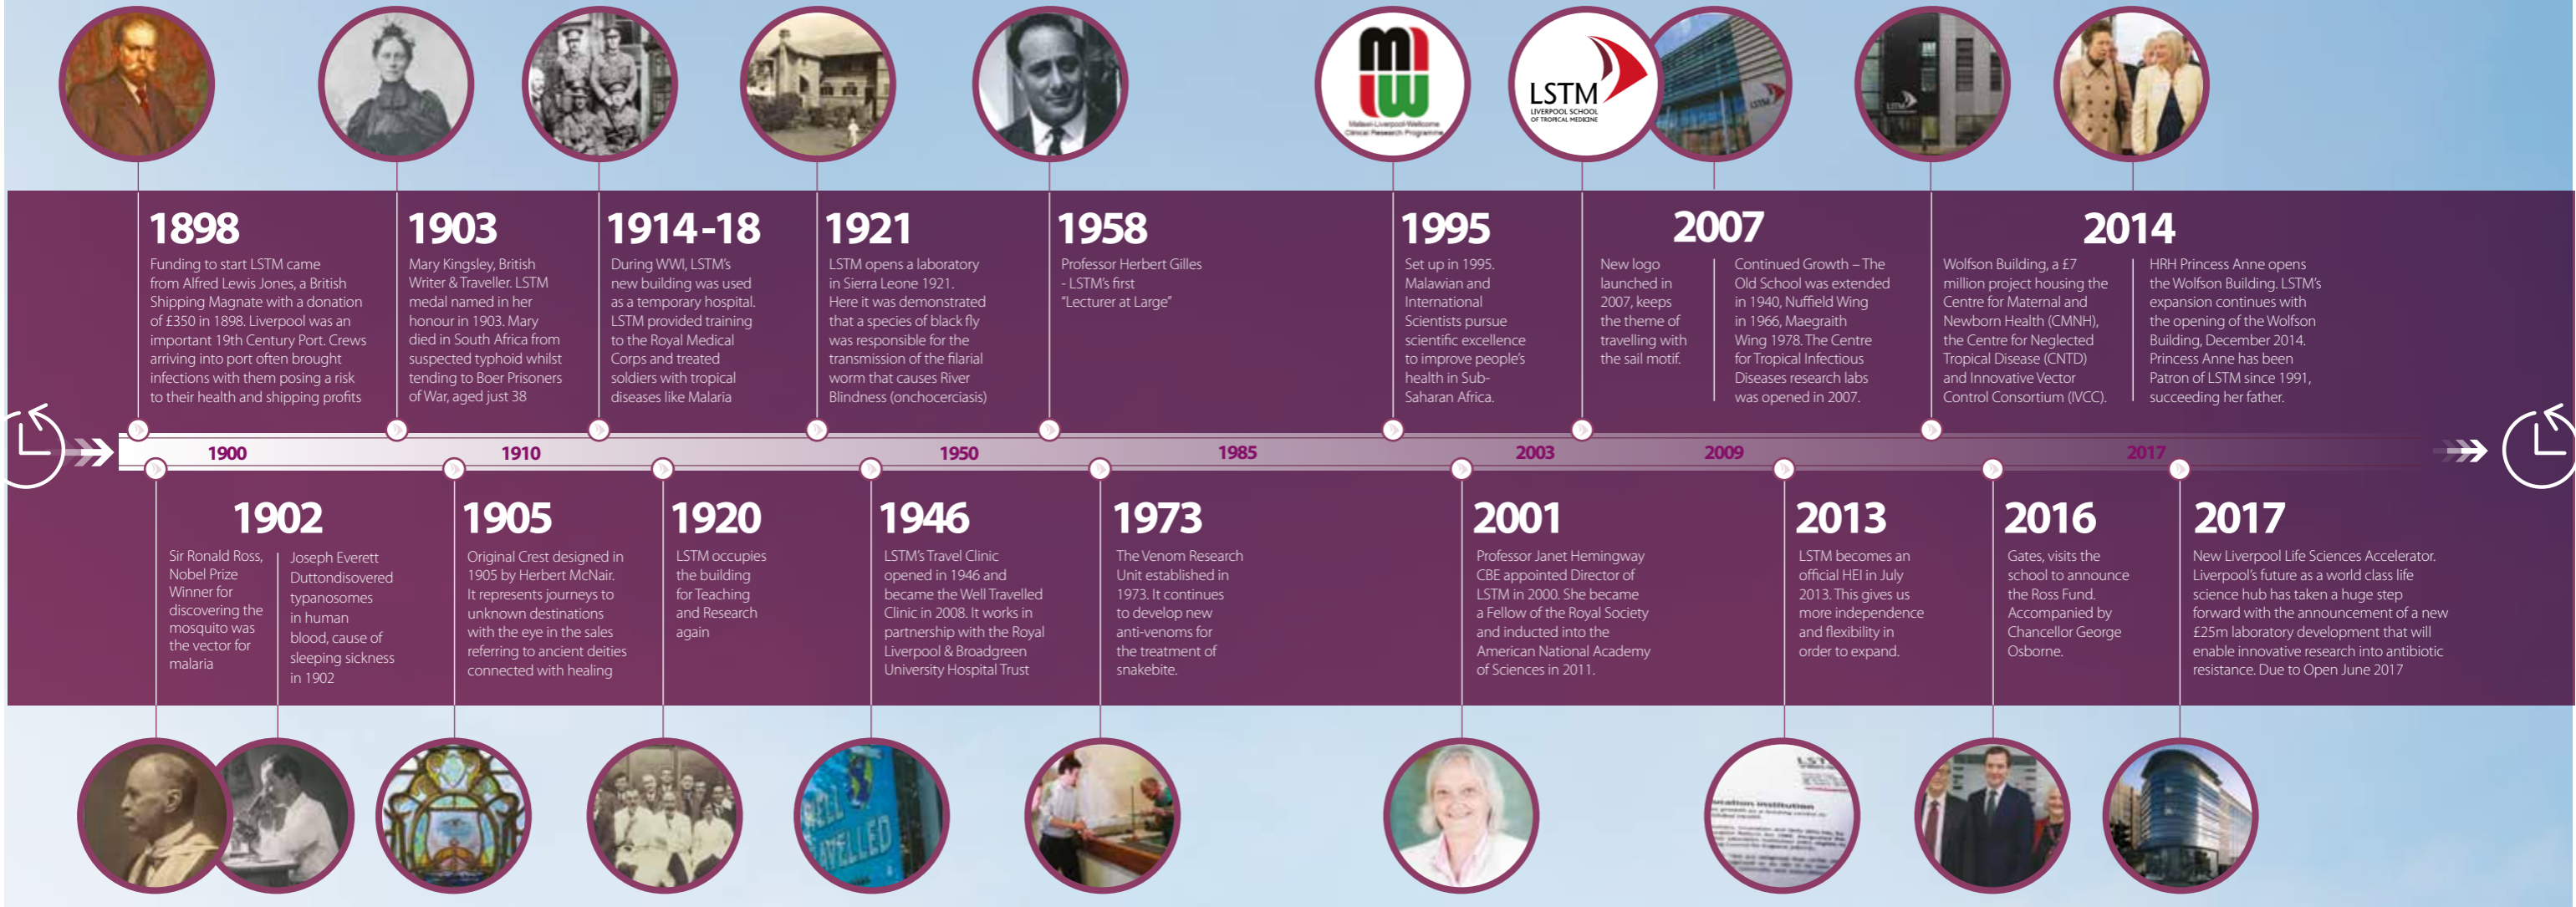 MLW
Malawi-Liverpool-Wellcome
Clinical Research Programme
LSTM
LIVERPOOL SCHOOL
OF TROPICAL MEDICINE
LSTM
LSTM
1898
Funding to start LSTM came
from Alfred Lewis Jones, a British
Shipping Magnate with a donation
of £350 in 1898. Liverpool was an
important 19th Century Port. Crews
arriving into port often brought
infections with them posing a risk
to their health and shipping profits
1903
Mary Kingsley, British
Writer & Traveller. LSTM
medal named in her
honour in 1903. Mary
died in South Africa from
suspected typhoid whilst
tending to Boer Prisoners
of War, aged just 38
1914-18
During WWI, LSTM's
new building was used
as a temporary hospital.
LSTM provided training
to the Royal Medical
Corps and treated
soldiers with tropical
diseases like Malaria
1921
LSTM opens a laboratory
in Sierra Leone 1921.
Here it was demonstrated
that a species of black fly
was responsible for the
transmission of the filarial
worm that causes River
Blindness (onchocerciasis)
1958
Professor Herbert Gilles
- LSTM's first
"Lecturer at Large"
1995
Set up in 1995.
Malawian and
International
Scientists pursue
scientific excellence
to improve people's
health in Sub-
Saharan Africa.
2007
New logo
launched in
2007, keeps
the theme of
travelling with
the sail motif.
Continued Growth – The
Old School was extended
in 1940, Nuffield Wing
in 1966, Maegraith
Wing 1978. The Centre
for Tropical Infectious
Diseases research labs
was opened in 2007.
2014
Wolfson Building, a £7
million project housing the
Centre for Maternal and
Newborn Health (CMNH),
the Centre for Neglected
Tropical Disease (CNTD)
and Innovative Vector
Control Consortium (IVCC).
HRH Princess Anne opens
the Wolfson Building. LSTM's
expansion continues with
the opening of the Wolfson
Building, December 2014.
Princess Anne has been
Patron of LSTM since 1991,
succeeding her father.
1900 1910 1950 1985 2003 2009 2017
1902
Sir Ronald Ross,
Nobel Prize
Winner for
discovering the
mosquito was
the vector for
malaria
Joseph Everett
Duttondisovered
typanosomes
in human
blood, cause of
sleeping sickness
in 1902
1905
Original Crest designed in
1905 by Herbert McNair.
It represents journeys to
unknown destinations
with the eye in the sales
referring to ancient deities
connected with healing
1920
LSTM occupies
the building
for Teaching
and Research
again
1946
LSTM's Travel Clinic
opened in 1946 and
became the Well Travelled
Clinic in 2008. It works in
partnership with the Royal
Liverpool & Broadgreen
University Hospital Trust
1973
The Venom Research
Unit established in
1973. It continues
to develop new
anti-venoms for
the treatment of
snakebite.
2001
Professor Janet Hemingway
CBE appointed Director of
LSTM in 2000. She became
a Fellow of the Royal Society
and inducted into the
American National Academy
of Sciences in 2011.
2013
LSTM becomes an
official HEI in July
2013. This gives us
more independence
and flexibility in
order to expand.
2016
Gates, visits the
school to announce
the Ross Fund.
Accompanied by
Chancellor George
Osborne.
2017
New Liverpool Life Sciences Accelerator.
Liverpool's future as a world class life
science hub has taken a huge step
forward with the announcement of a new
£25m laboratory development that will
enable innovative research into antibiotic
resistance. Due to Open June 2017